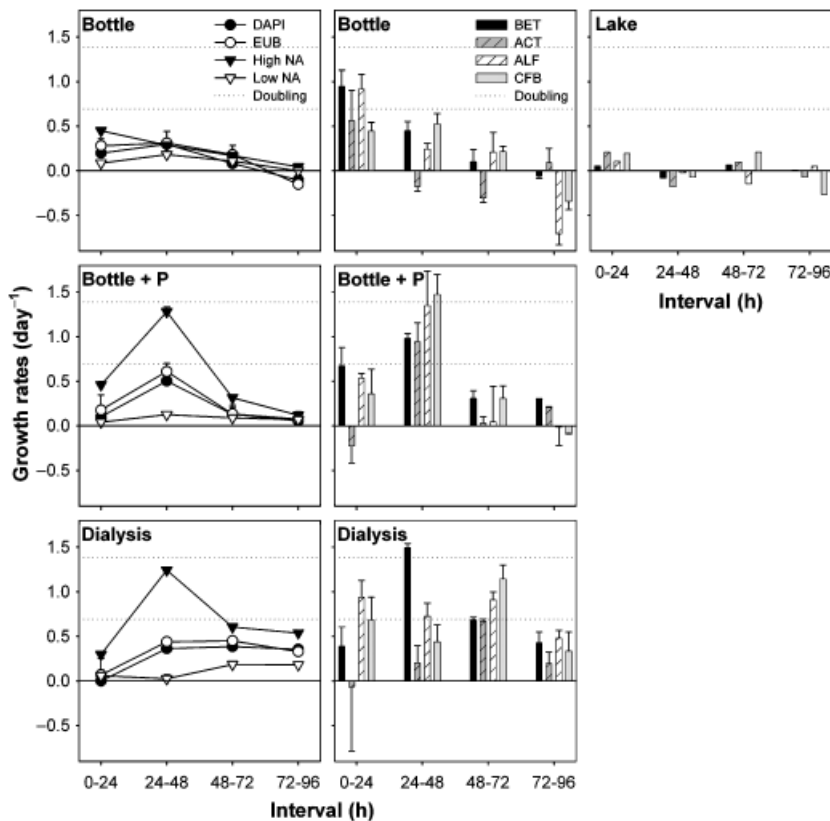 Bottle
DAPI
EUB
High NA
Low NA
Doubling
1.5
1.0
0.5
0.0
−0.5
Bottle
BET
ACT
ALF
CFB
Doubling
Lake
0-24
24-48
48-72
72-96
Interval (h)
Bottle + P
1.5
1.0
0.5
0.0
−0.5
Bottle + P
Growth rates (day⁻¹)
Dialysis
1.5
1.0
0.5
0.0
−0.5
Dialysis
0-24
24-48
48-72
72-96
Interval (h)
0-24
24-48
48-72
72-96